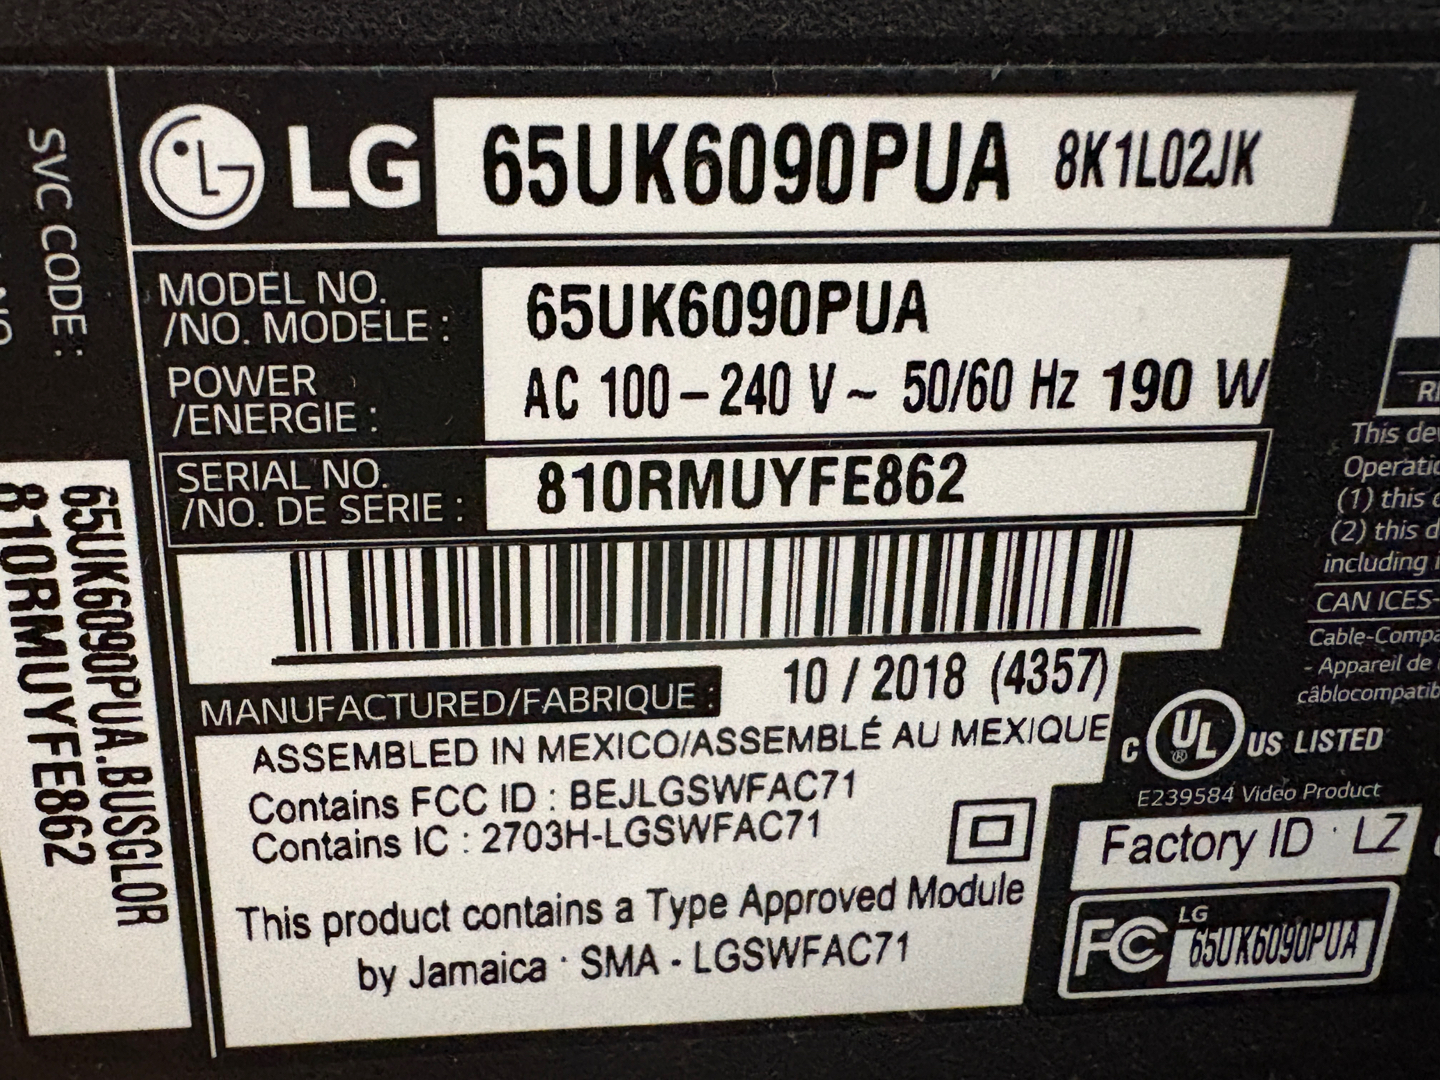 LG 65UK6090PUA 8K1L02JK
MODEL NO.
/NO. MODELE :
65UK6090PUA
POWER
/ENERGIE :
AC 100 – 240 V ~ 50/60 Hz 190 W
SERIAL NO.
/NO. DE SERIE :
810RMUYFE862
MANUFACTURED/FABRIQUE :
10 / 2018 (4357)
ASSEMBLED IN MEXICO/ASSEMBLÉ AU MEXIQUE
Contains FCC ID : BEJLGSWFAC71
Contains IC : 2703H-LGSWFAC71
This product contains a Type Approved Module
by Jamaica : SMA - LGSWFAC71
SVC CODE :
65UK6090PUA.BUSGLOR
810RMUYFE862
This
Operatio
(1) this
(2) this
including
CAN ICES-
Cable-Compa
- Appareil de
câblocompatib
C UL ® US LISTED
E239584 Video Product
Factory ID : LZ
FC LG
65UK6090PUA